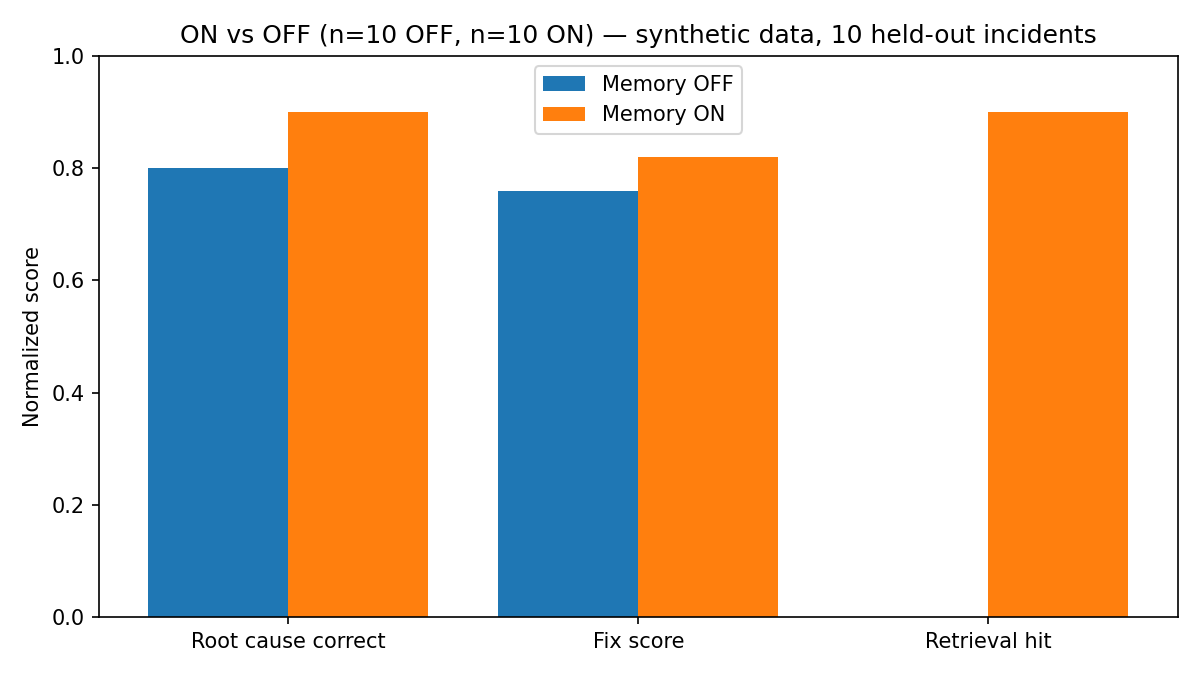 ON vs OFF (n=10 OFF, n=10 ON) — synthetic data, 10 held-out incidents
Memory OFF
Memory ON
Normalized score
1.0
0.8
0.6
0.4
0.2
0.0
Root cause correct
Fix score
Retrieval hit